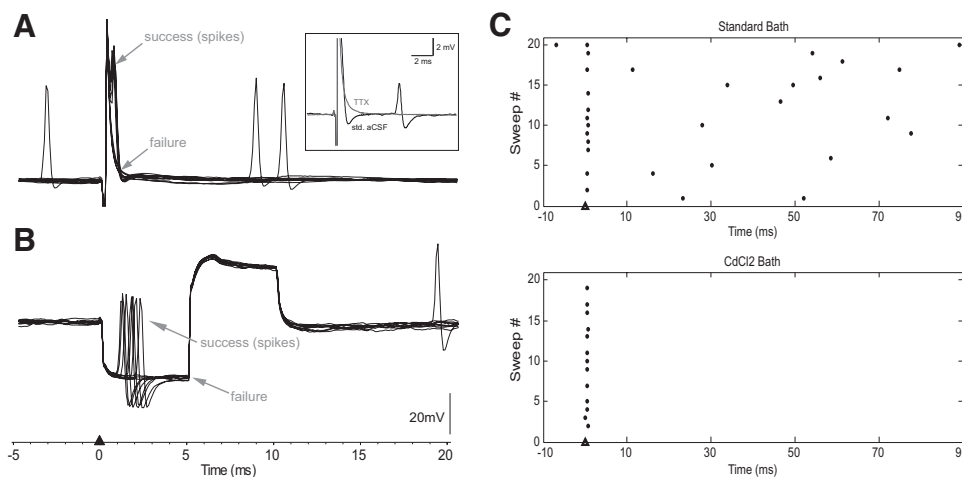 A
success (spikes)
failure
2 mV
2 ms
TTX
std. aCSF
B
success (spikes)
failure
20mV
-5 0 5 10 15 20
Time (ms)
C
Standard Bath
Sweep #
20
15
10
5
0
-10 10 30 50 70 9
Time (ms)
CdCl2 Bath
Sweep #
20
15
10
5
0
-10 10 30 50 70 9
Time (ms)